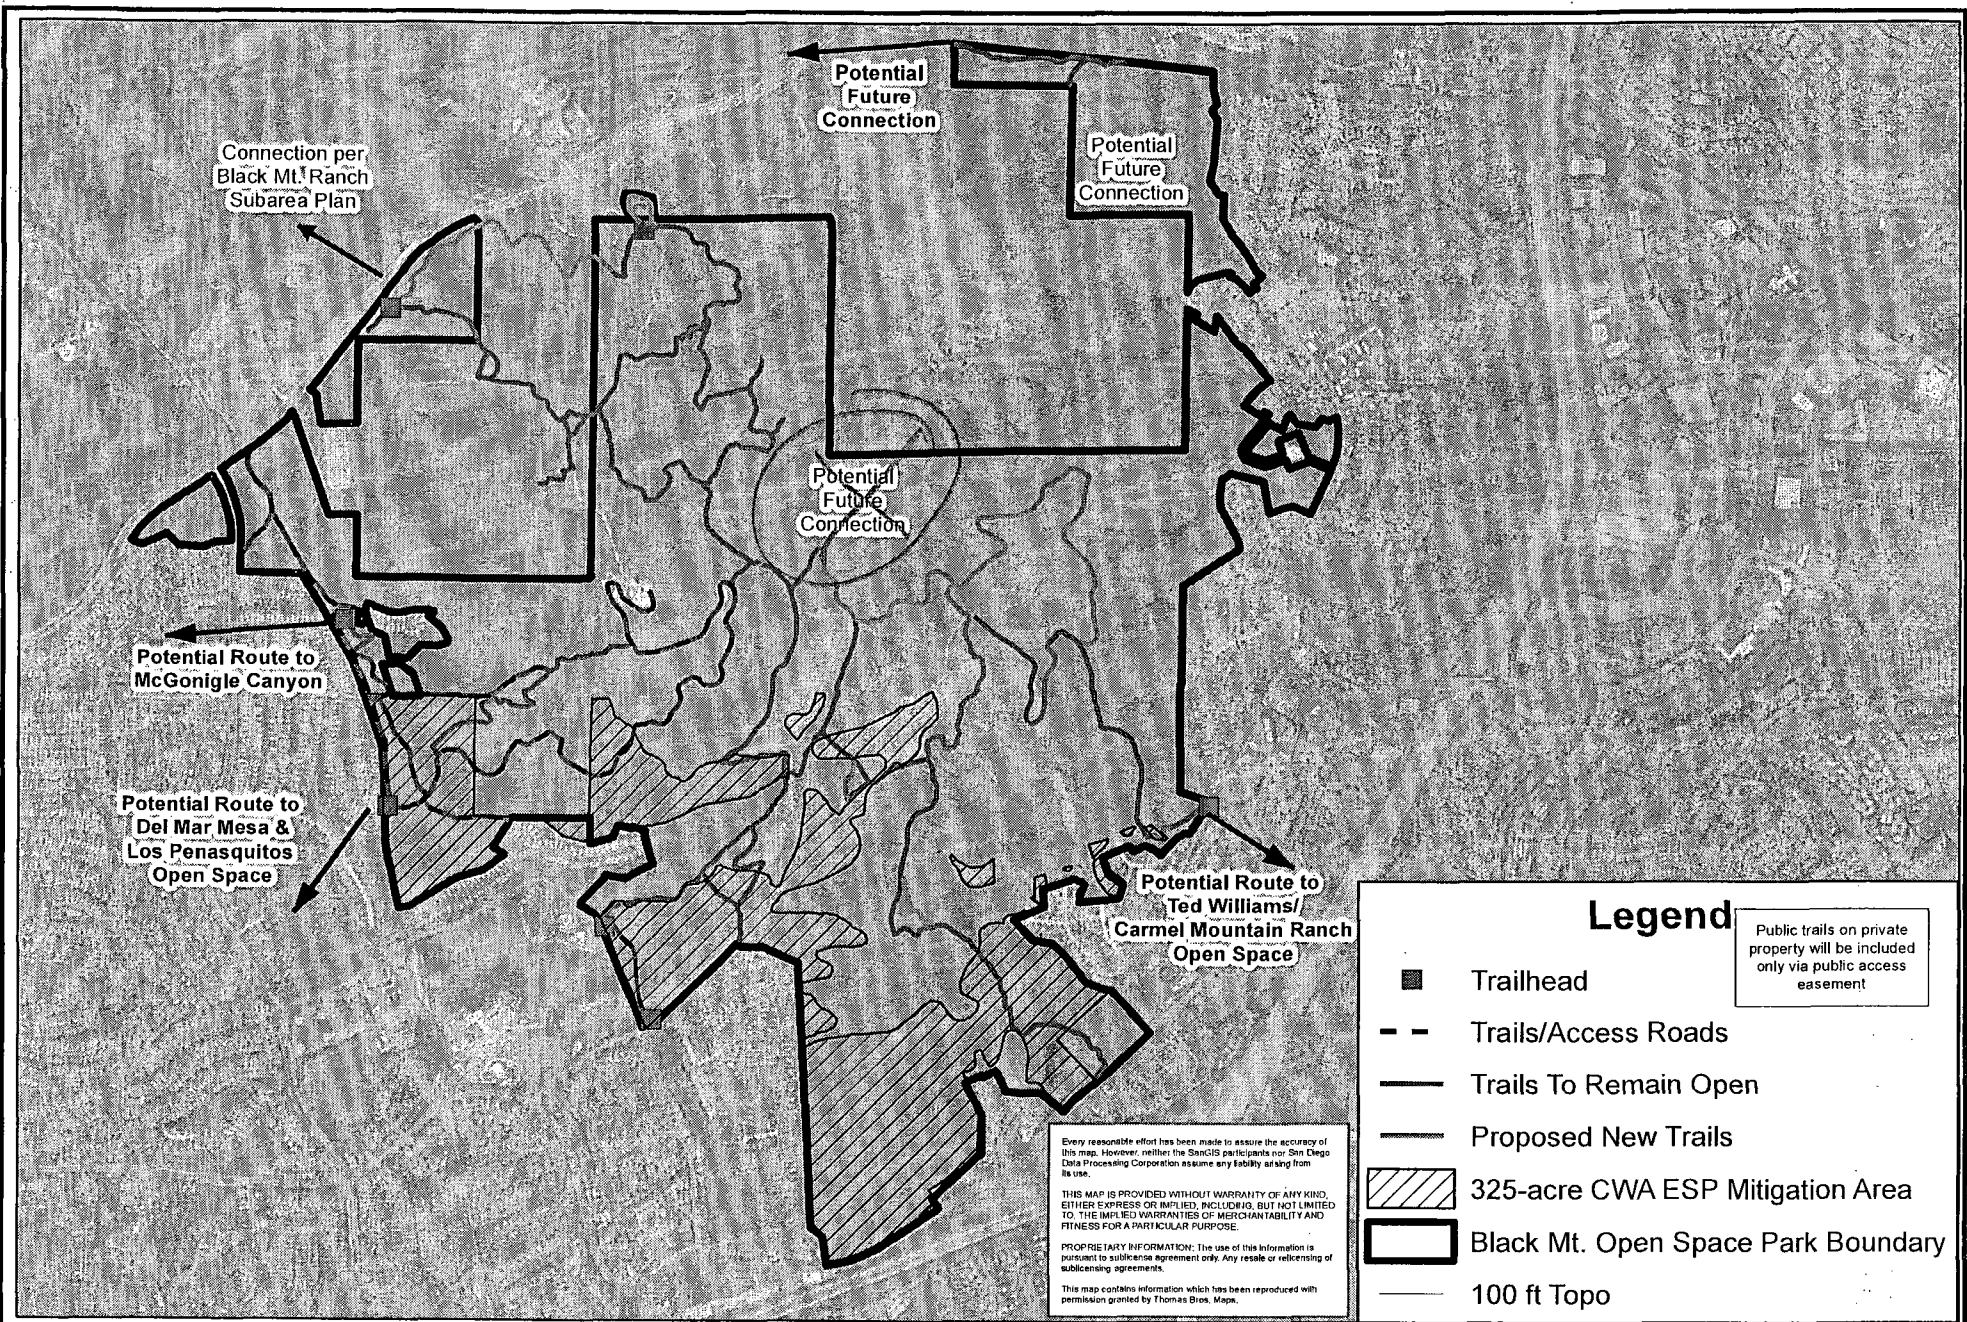 Potential
Future
Connection
Potential
Future
Connection
Connection per
Black Mt. Ranch
Subarea Plan
Potential
Future
Connection
Potential Route to
McGonigle Canyon
Potential Route to
Del Mar Mesa &
Los Penasquitos
Open Space
Potential Route to
Ted Williams/
Carmel Mountain Ranch
Open Space
Legend
Public trails on private
property will be included
only via public access
easement
Trailhead
Trails/Access Roads
Trails To Remain Open
Proposed New Trails
325-acre CWA ESP Mitigation Area
Black Mt. Open Space Park Boundary
100 ft Topo
Every reasonable effort has been made to assure the accuracy of
this map. However, neither the SanGIS participants nor San Diego
Data Processing Corporation assume any liability arising from
its use.
THIS MAP IS PROVIDED WITHOUT WARRANTY OF ANY KIND,
EITHER EXPRESS OR IMPLIED, INCLUDING, BUT NOT LIMITED
TO, THE IMPLIED WARRANTIES OF MERCHANTABILITY AND
FITNESS FOR A PARTICULAR PURPOSE.
PROPRIETARY INFORMATION: The use of this information is
pursuant to sublicense agreement only. Any resale or relicensing of
sublicensing agreements.
This map contains information which has been reproduced with
permission granted by Thomas Bros. Maps.